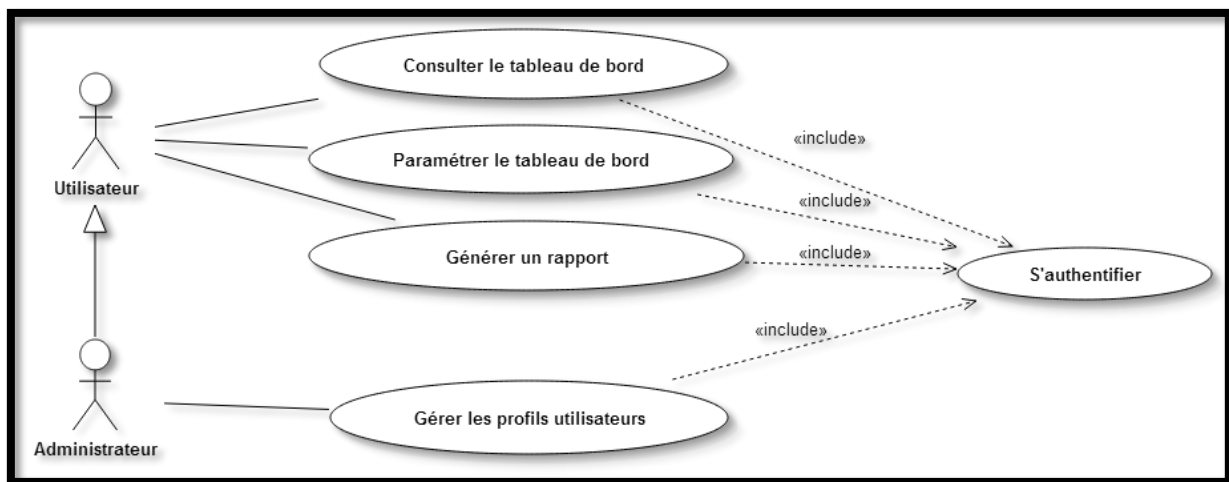 Consulter le tableau de bord
«include»
Paramétrer le tableau de bord
Utilisateur
«include»
Générer un rapport
«include»
S'authentifier
«include»
Gérer les profils utilisateurs
Administrateur